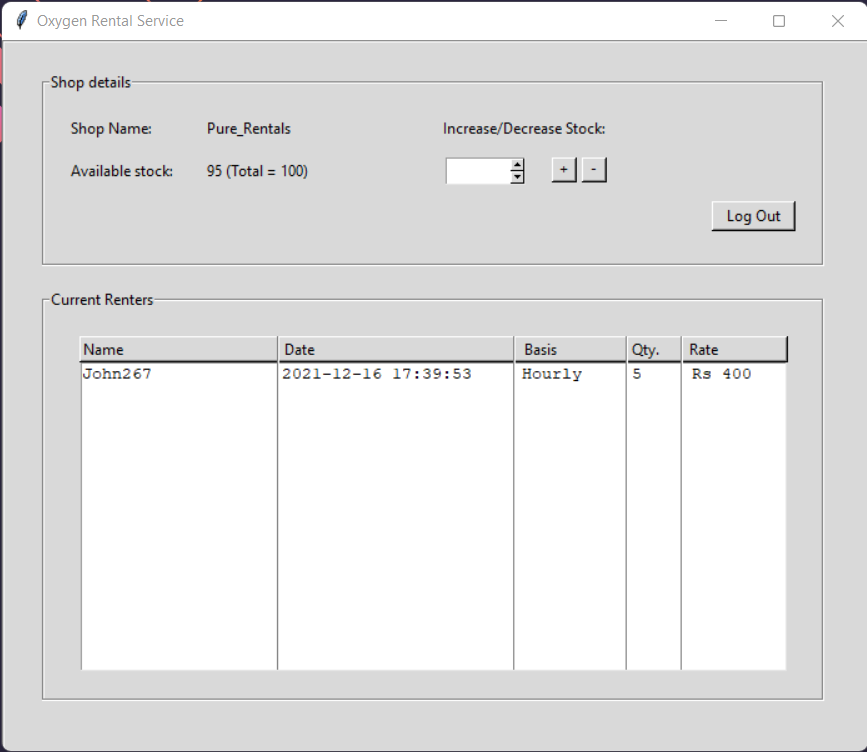 Oxygen Rental Service
Shop details
Shop Name: Pure_Rentals Increase/Decrease Stock:
Available stock: 95 (Total = 100) + -
Log Out
Current Renters
Name Date Basis Qty. Rate
John267 2021-12-16 17:39:53 Hourly 5 Rs 400